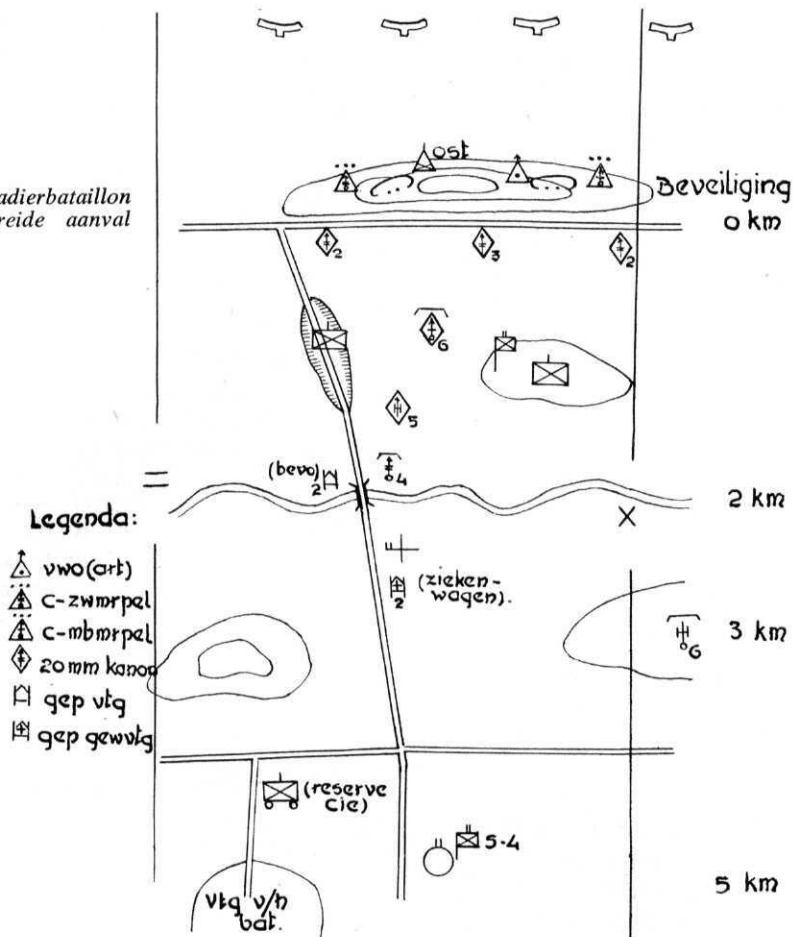 adierbataillon
reide aanval
ost
Beveiliging
0 km
2
3
2
6
5
(bevo)
2
4
2 km
Legenda:
vwo(art)
c-zwmrpel
c-mbmrpel
20mm kanon
gep vtg
gep gewvtg
(zieken-
wagen).
2
6
3 km
(reserve
Cie)
5-4
5 km
vtg v/h
bat.